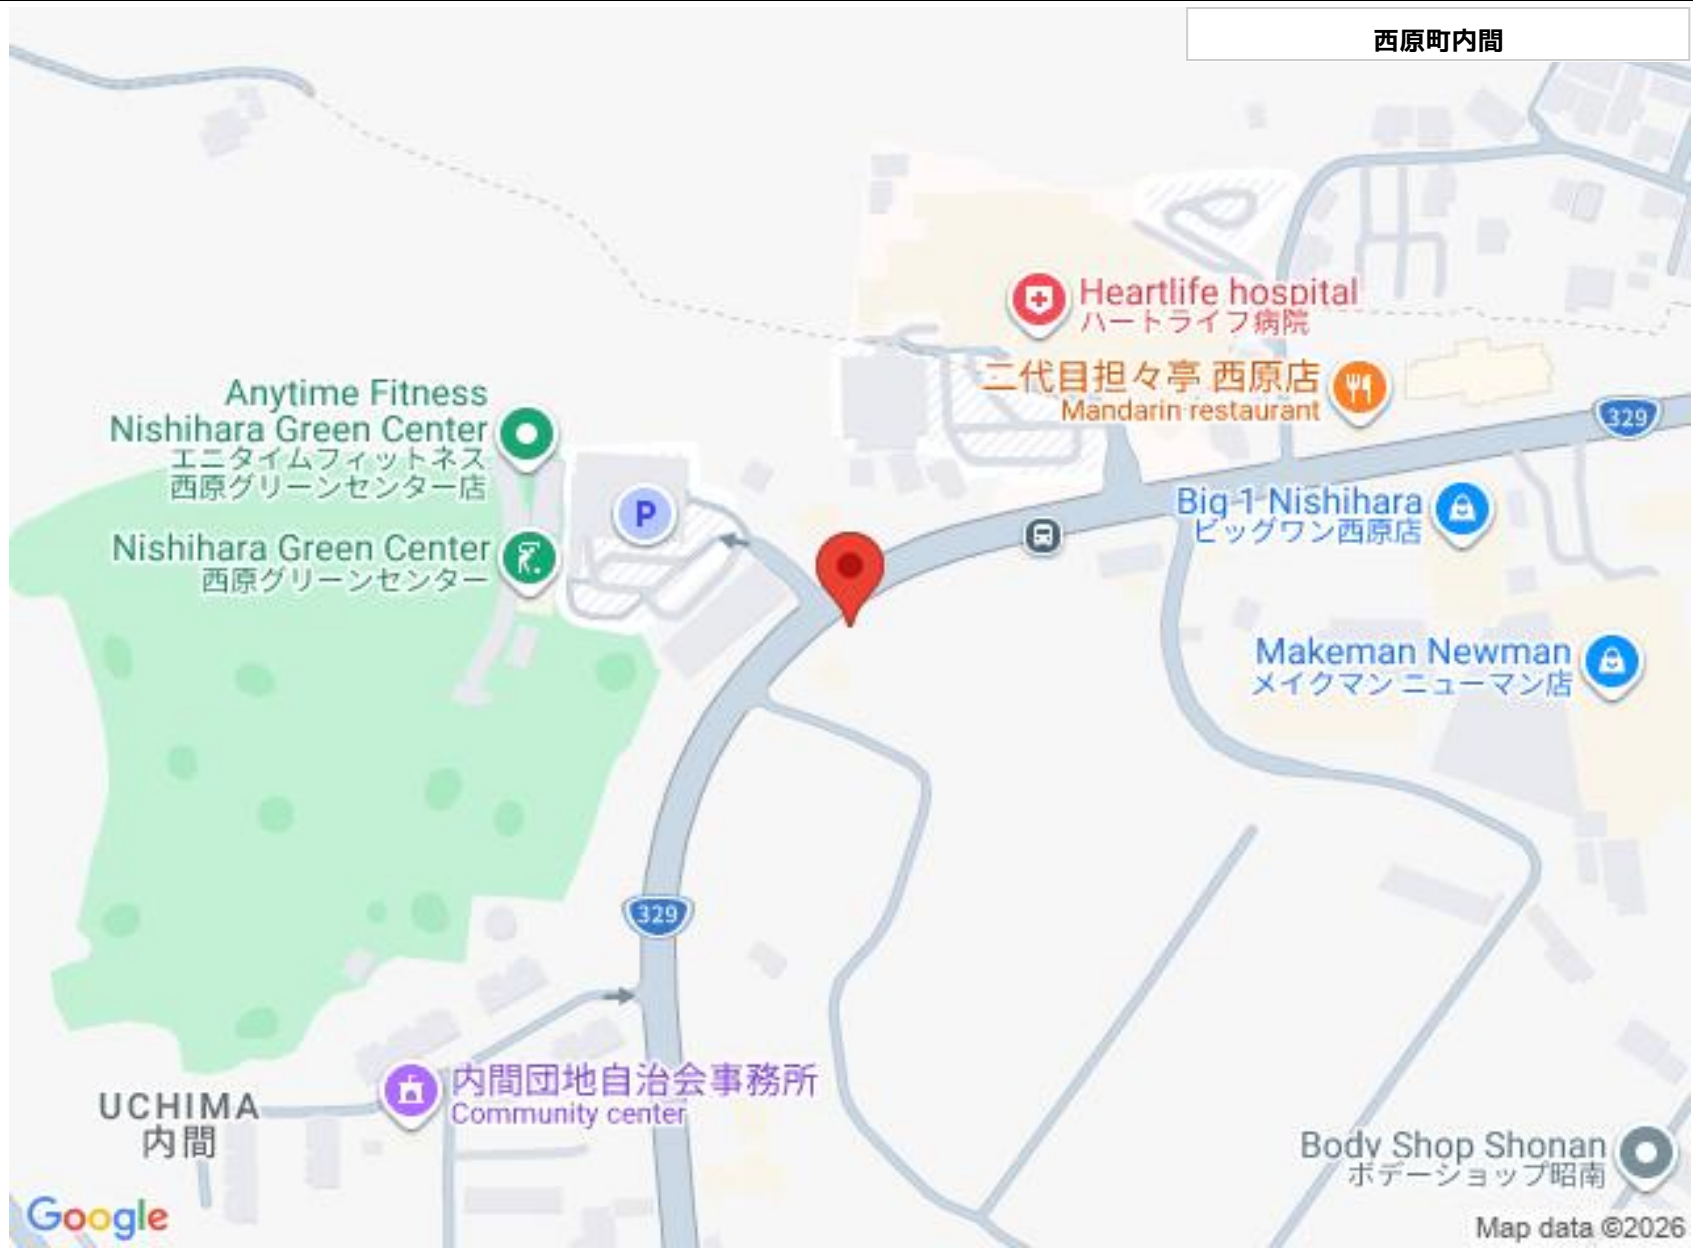 西原町内間
Heartlife hospital
ハートライフ病院
二代目担々亭 西原店
Mandarin restaurant
329
Anytime Fitness
Nishihara Green Center
エニタイムフィットネス
西原グリーンセンター店
P
Big 1 Nishihara
ビッグワン西原店
Nishihara Green Center
西原グリーンセンター
Makeman Newman
メイクマン ニューマン店
329
内間団地自治会事務所
Community center
UCHIMA
内間
Body Shop Shonan
ボデーショップ昭南
Google
Map data ©2026